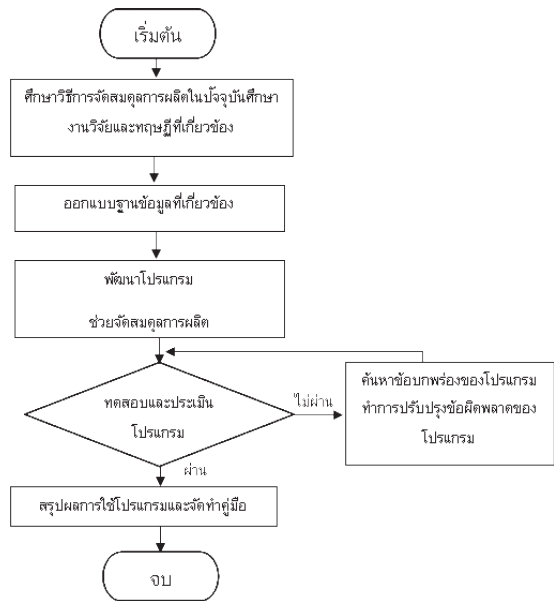 เริ่มต้น
ศึกษาวิธีการจัดสมดุลการผลิตในปัจจุบันศึกษา
งานวิจัยและทฤษฎีที่เกี่ยวข้อง
ออกแบบฐานข้อมูลที่เกี่ยวข้อง
พัฒนาโปรแกรม
ช่วยจัดสมดุลการผลิต
ทดสอบและประเมิน
โปรแกรม
ไม่ผ่าน
ค้นหาข้อบกพร่องของโปรแกรม
ทำการปรับปรุงข้อผิดพลาดของ
โปรแกรม
ผ่าน
สรุปผลการใช้โปรแกรมและจัดทำคู่มือ
จบ